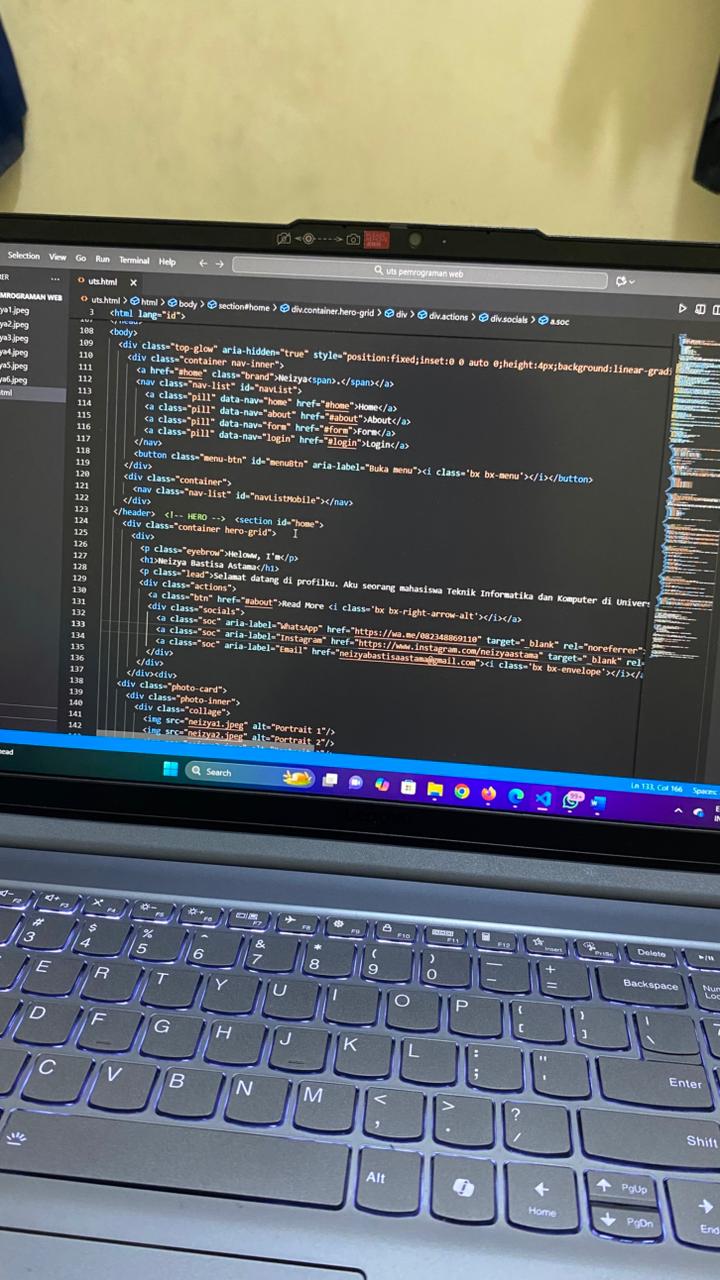 Selection View Go Run Terminal Help
uts pemrograman web
uts.html
MROGRAMAN WEB
uts.html > html > body > section#home > div.container.hero-grid > div > div.actions > div.socials > a.soc
ya1.jpeg
ya2.jpeg
ya3.jpeg
ya4.jpeg
ya5.jpeg
ya6.jpeg
3 <html lang="id">
108 <body>
109 <div class="top-glow" aria-hidden="true" style="position:fixed;inset:0 0 auto 0;height:4px;background:linear-gradi
110 <div class="container nav-inner">
111 <a href="#home" class="brand">Neizya<span>.</span></a>
112 <nav class="nav-list" id="navList">
113 <a class="pill" data-nav="home" href="#home">Home</a>
114 <a class="pill" data-nav="about" href="#about">About</a>
115 <a class="pill" data-nav="form" href="#form">Form</a>
116 <a class="pill" data-nav="login" href="#login">Login</a>
117 </nav>
118 <button class="menu-btn" id="menuBtn" aria-label="Buka menu"><i class='bx bx-menu'></i></button>
119 </div>
120 <div class="container">
121 <nav class="nav-list" id="navListMobile"></nav>
122 </div>
123 </header> <!-- HERO --> <section id="home">
124 <div class="container hero-grid">
125 <div>
126 <p class="eyebrow">Heloww, I'm</p>
127 <h1>Neizya Bastisa Astama</h1>
128 <p class="lead">Selamat datang di profilku. Aku seorang mahasiswa Teknik Informatika dan Komputer di Univers
129 <div class="actions">
130 <a class="btn" href="#about">Read More <i class='bx bx-right-arrow-alt'></i></a>
131 <div class="socials">
132 <a class="soc" aria-label="WhatsApp" href="https://wa.me/082348869110" target="_blank" rel="noreferrer"
133 <a class="soc" aria-label="Instagram" href="https://www.instagram.com/neizyaastama" target="_blank" rel=
134 <a class="soc" aria-label="Email" href="neizyabastisaastama@gmail.com"><i class='bx bx-envelope'></i></a
135 </div>
136 </div>
137 </div><div>
138 <div class="photo-card">
139 <div class="photo-inner">
140 <div class="collage">
141 <img src="neizya1.jpeg" alt="Portrait 1"/>
142 <img src="neizya2.jpeg" alt="Portrait 2"/>
Ln 133, Col 166
Search
99+
F2 F3 F4 F5 F6 F7 F8 F9 F10 F11 F12 Insert PrtSc Delete
# 3 $ 4 % 5 ^ 6 & 7 * 8 ( 9 ) 0 — - + = Backspace
E R T Y U I O P { [ } ] | \
D F G H J K L : ; " ' Enter
C V B N M < , > . ? / Shift
Alt Home PgUp PgDn End